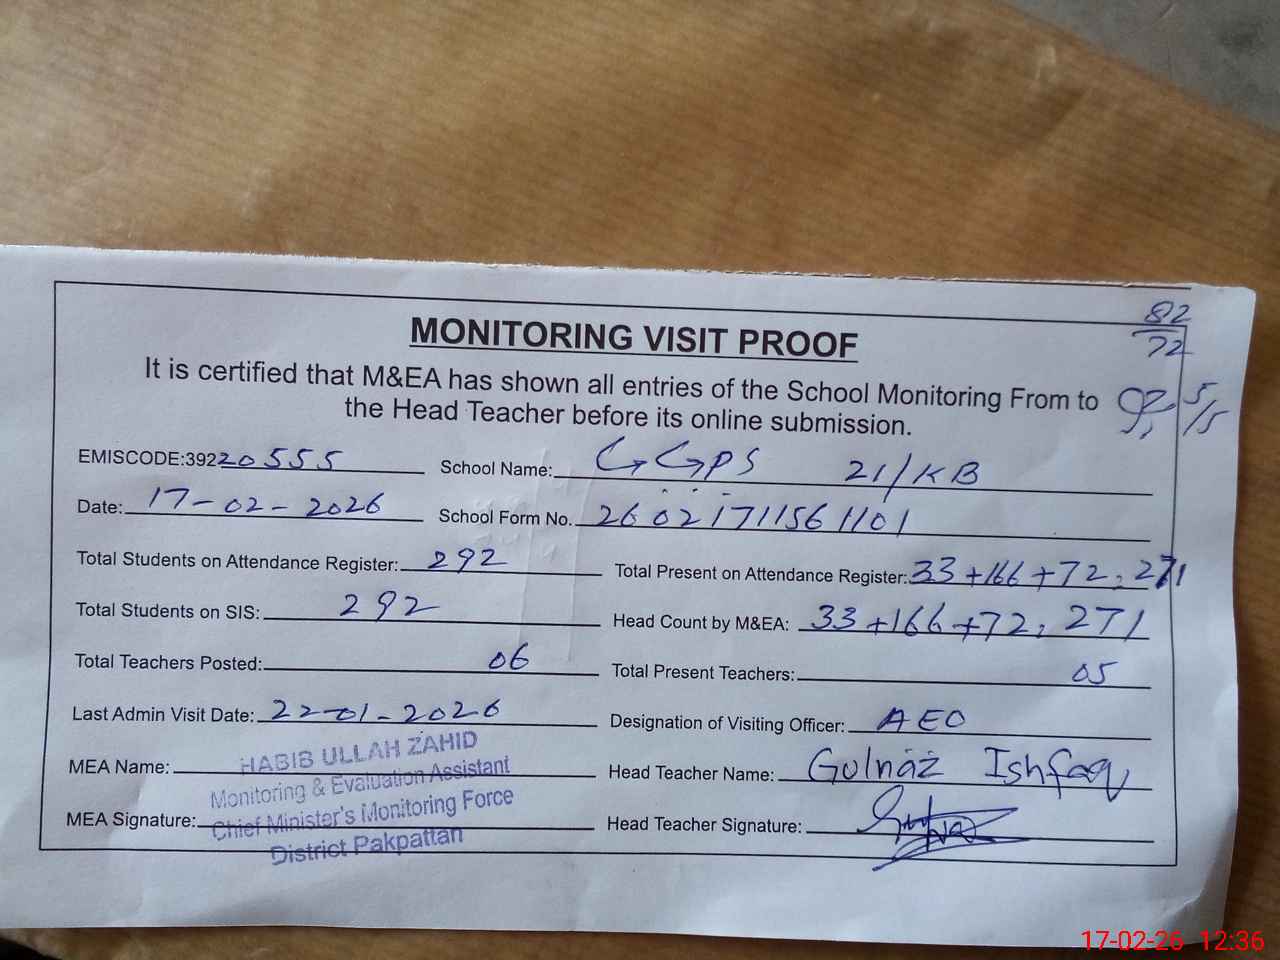 82
72
MONITORING VISIT PROOF
It is certified that M&EA has shown all entries of the School Monitoring From to
the Head Teacher before its online submission.
5/5
EMISCODE:39220555 School Name: GGPS 21/KB
Date: 17-02-2026 School Form No. 26021711561101
Total Students on Attendance Register: 292 Total Present on Attendance Register: 33+166+72=271
Total Students on SIS: 292 Head Count by M&EA: 33+166+72=271
Total Teachers Posted: 06 Total Present Teachers: 05
Last Admin Visit Date: 22-01-2026 Designation of Visiting Officer: AEO
MEA Name: HABIB ULLAH ZAHID Head Teacher Name: Gulnaz Ishfaq
Monitoring & Evaluation Assistant
MEA Signature: Chief Minister's Monitoring Force Head Teacher Signature:
District Pakpattan
17-02-26 12:36